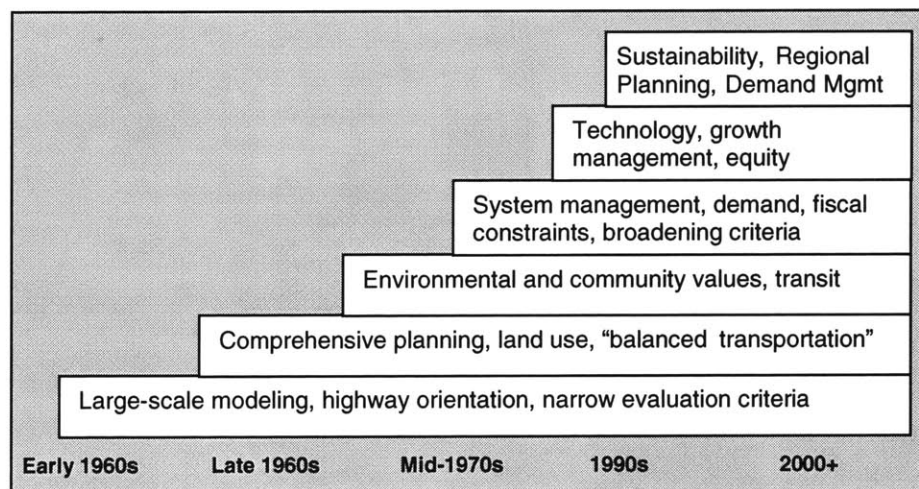 Sustainability, Regional
Planning, Demand Mgmt
Technology, growth
management, equity
System management, demand, fiscal
constraints, broadening criteria
Environmental and community values, transit
Comprehensive planning, land use, “balanced transportation”
Large-scale modeling, highway orientation, narrow evaluation criteria
Early 1960s Late 1960s Mid-1970s 1990s 2000+